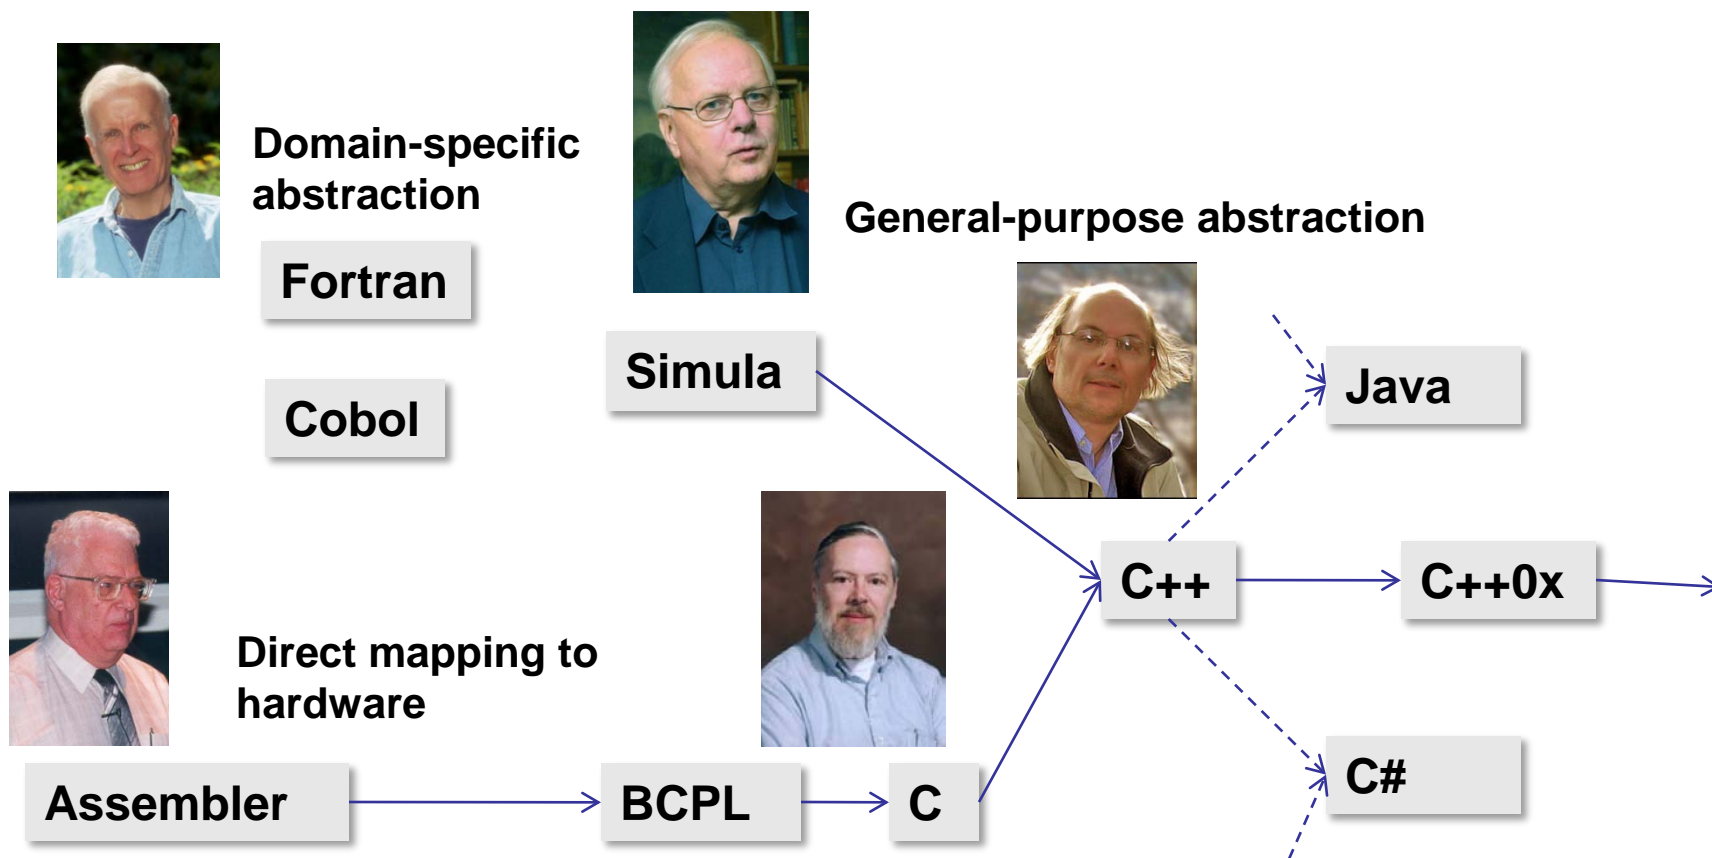 Domain-specific
abstraction
General-purpose abstraction
Fortran
Simula
Java
Cobol
C++
C++0x
Direct mapping to
hardware
C#
Assembler
BCPL
C